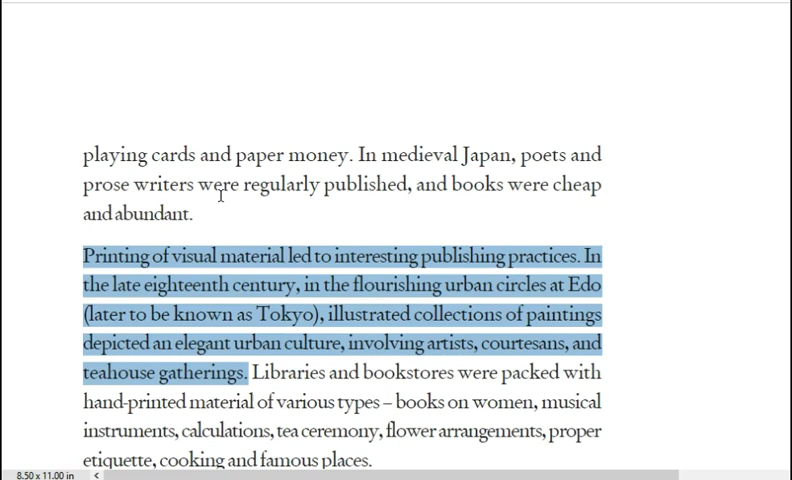 playing cards and paper money. In medieval Japan, poets and
prose writers were regularly published, and books were cheap
and abundant.
Printing of visual material led to interesting publishing practices. In
the late eighteenth century, in the flourishing urban circles at Edo
(later to be known as Tokyo), illustrated collections of paintings
depicted an elegant urban culture, involving artists, courtesans, and
teahouse gatherings. Libraries and bookstores were packed with
hand-printed material of various types – books on women, musical
instruments, calculations, tea ceremony, flower arrangements, proper
etiquette, cooking and famous places.
8.50 x 11.00 in